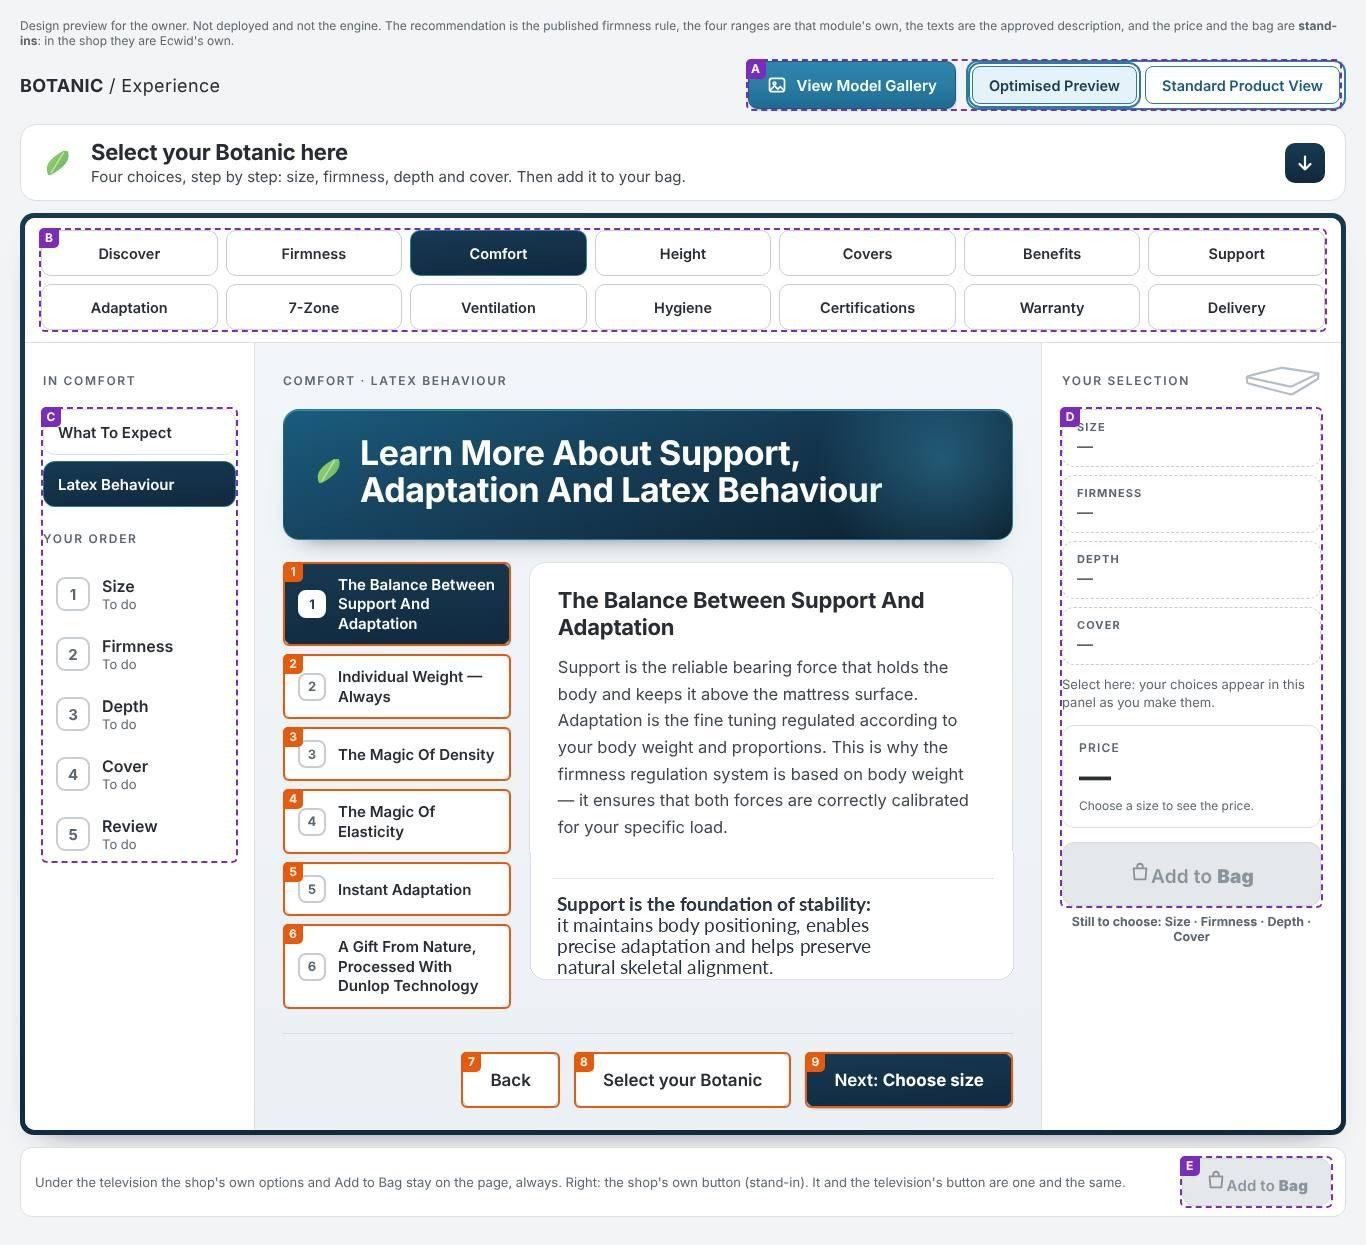 Design preview for the owner. Not deployed and not the engine. The recommendation is the published firmness rule, the four ranges are that module's own, the texts are the approved description, and the price and the bag are stand-
ins: in the shop they are Ecwid's own.
BOTANIC / Experience
A
View Model Gallery
Optimised Preview
Standard Product View
Select your Botanic here
Four choices, step by step: size, firmness, depth and cover. Then add it to your bag.
B
Discover
Firmness
Comfort
Height
Covers
Benefits
Support
Adaptation
7-Zone
Ventilation
Hygiene
Certifications
Warranty
Delivery
IN COMFORT
C
What To Expect
Latex Behaviour
YOUR ORDER
1
Size
To do
2
Firmness
To do
3
Depth
To do
4
Cover
To do
5
Review
To do
COMFORT · LATEX BEHAVIOUR
Learn More About Support,
Adaptation And Latex Behaviour
1
1
The Balance Between
Support And
Adaptation
2
2
Individual Weight —
Always
3
3
The Magic Of Density
4
4
The Magic Of
Elasticity
5
5
Instant Adaptation
6
6
A Gift From Nature,
Processed With
Dunlop Technology
The Balance Between Support And
Adaptation
Support is the reliable bearing force that holds the
body and keeps it above the mattress surface.
Adaptation is the fine tuning regulated according to
your body weight and proportions. This is why the
firmness regulation system is based on body weight
— it ensures that both forces are correctly calibrated
for your specific load.
Support is the foundation of stability:
it maintains body positioning, enables
precise adaptation and helps preserve
natural skeletal alignment.
7
Back
8
Select your Botanic
9
Next: Choose size
YOUR SELECTION
D
SIZE
—
FIRMNESS
—
DEPTH
—
COVER
—
Select here: your choices appear in this
panel as you make them.
PRICE
—
Choose a size to see the price.
Add to Bag
Still to choose: Size · Firmness · Depth ·
Cover
Under the television the shop's own options and Add to Bag stay on the page, always. Right: the shop's own button (stand-in). It and the television's button are one and the same.
E
Add to Bag